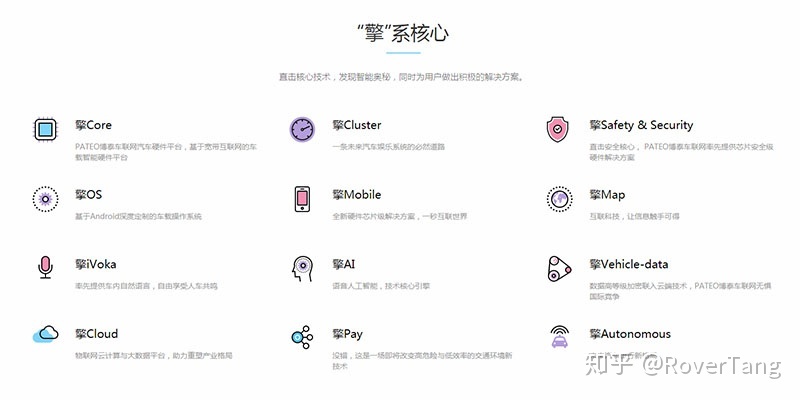 “擎”系核心
直击核心技术，发现智能奥秘，同时为用户做出积极的解决方案。
擎Core
PATEO博泰车联网汽车硬件平台，基于宽带互联网的车
载智能硬件平台
擎Cluster
一条未来汽车娱乐系统的必然道路
擎Safety & Security
直击安全核心， PATEO博泰车联网率先提供芯片安全级
硬件解决方案
擎OS
基于Android深度定制的车载操作系统
擎Mobile
全新硬件芯片级解决方案，一秒互联世界
擎Map
互联科技，让信息触手可得
擎iVoka
率先提供车内自然语言，自由享受人车共鸣
擎AI
语音人工智能，技术核心引擎
擎Vehicle-data
数据高等级加密联入云端技术，PATEO博泰车联网无惧
国际竞争
擎Cloud
物联网云计算与大数据平台，助力重塑产业格局
擎Pay
没错，这是一场即将改变高危险与低效率的交通环境新
技术
擎Autonomous
知乎 @RoverTang